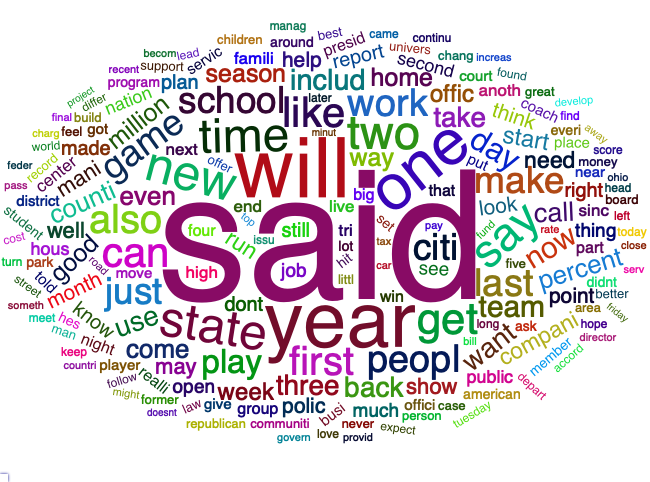 manag
children around best presid came continu
becom lead servic famili help report univers chang increas
recent support season includ home second court found
project program plan offic anoth great
differ nation million school like later work take think coach develop
final build game time minut two start everi find away
charg feel got made next way day place score
world record mani new will one put need money
feder center offer big that make right near head ohio
pass district counti even end live look call sinc board
student well also four top still set citi say thing left today
cost hous good can run issu tri tax pay fund now rate part close
turn park told move high said job lot hit car see last five percent serv
street road month just littl win point didnt better
someth hes know use dont state year get team long want ask area friday
meet man night come play first peopl bill compani hope director
keep may back show member accord
countri player realli open week three public depart
follow might former law give group polic much offici case american
doesnt republican communiti busi never person tuesday
govern love provid expect